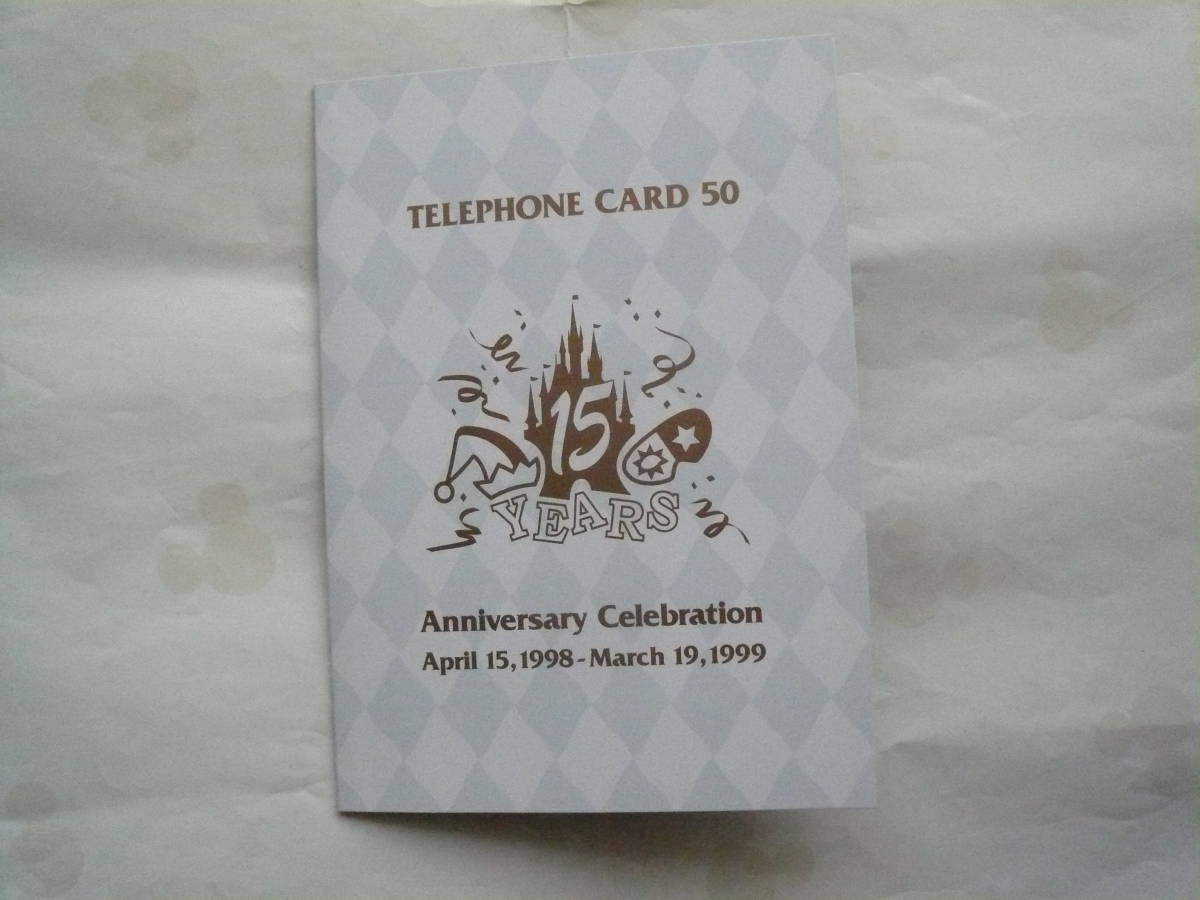 TELEPHONE CARD 50
15
YEARS
Anniversary Celebration
April 15, 1998 - March 19, 1999